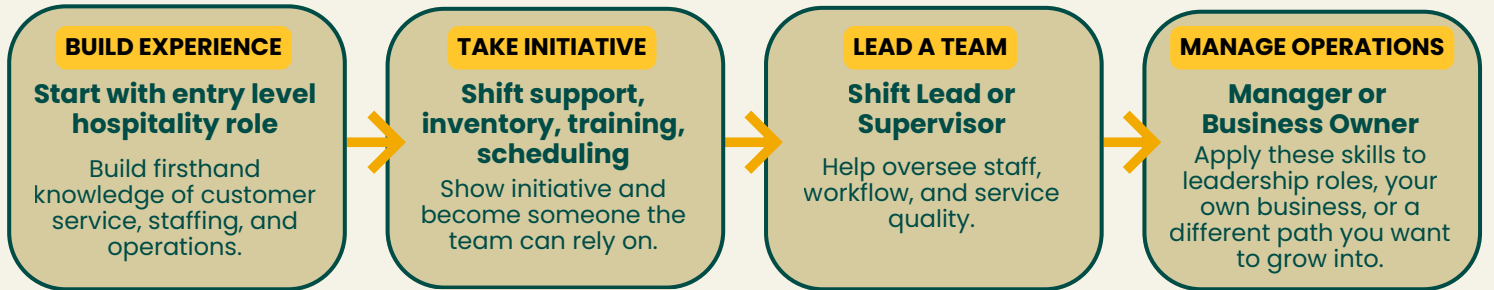 BUILD EXPERIENCE
Start with entry level
hospitality role
Build firsthand
knowledge of customer
service, staffing, and
operations.
TAKE INITIATIVE
Shift support,
inventory, training,
scheduling
Show initiative and
become someone the
team can rely on.
LEAD A TEAM
Shift Lead or
Supervisor
Help oversee staff,
workflow, and service
quality.
MANAGE OPERATIONS
Manager or
Business Owner
Apply these skills to
leadership roles, your
own business, or a
different path you want
to grow into.